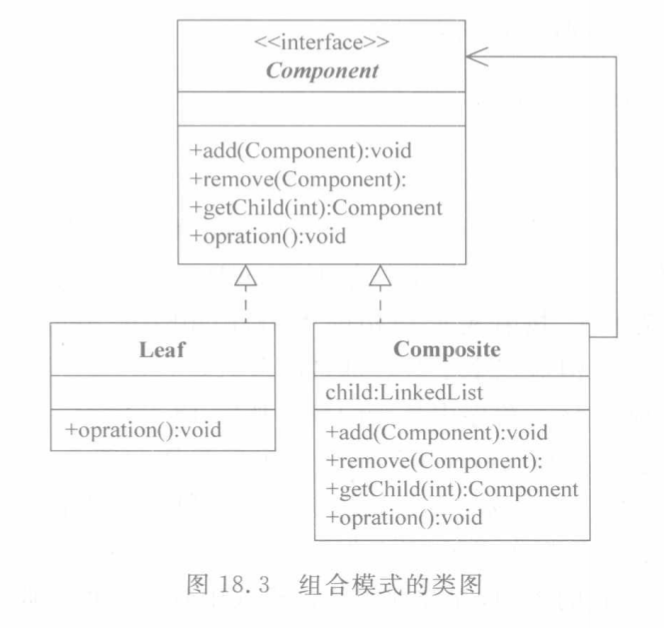 <<interface>>
Component
+add(Component):void
+remove(Component):
+getChild(int):Component
+opration():void
Leaf
+opration():void
Composite
child:LinkedList
+add(Component):void
+remove(Component):
+getChild(int):Component
+opration():void
图 18.3 组合模式的类图